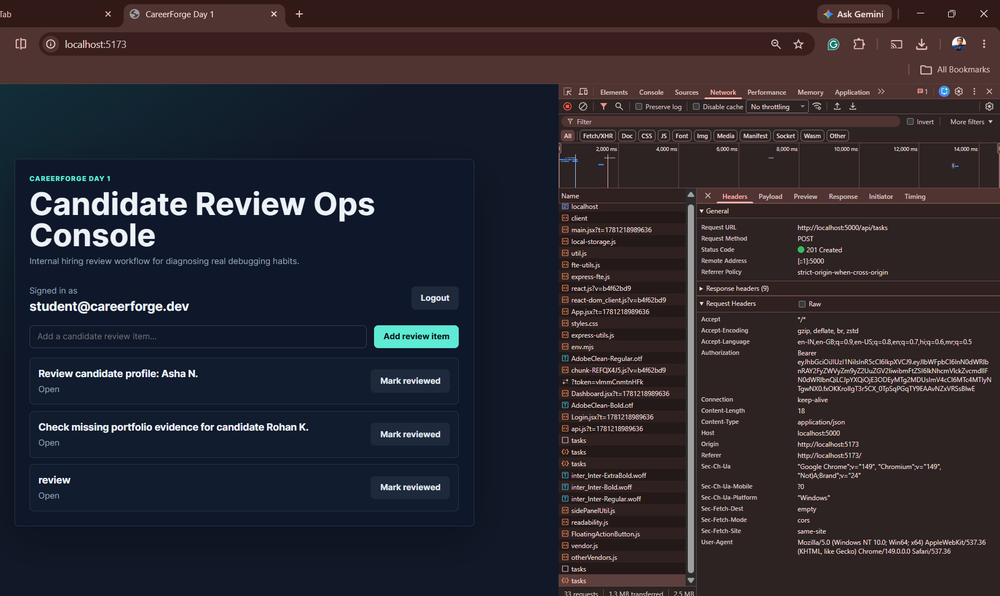 Tab
CareerForge Day 1
Ask Gemini
localhost:5173
All Bookmarks
CAREERFORGE DAY 1
Candidate Review Ops
Console
Internal hiring review workflow for diagnosing real debugging habits.
Signed in as
student@careerforge.dev
Logout
Add a candidate review item...
Add review item
Review candidate profile: Asha N.
Open
Mark reviewed
Check missing portfolio evidence for candidate Rohan K.
Open
Mark reviewed
review
Open
Mark reviewed
Elements Console Sources Network Performance Memory Application 1
Preserve log Disable cache No throttling
Filter Invert More filters
All Fetch/XHR Doc CSS JS Font Img Media Manifest Socket Wasm Other
2,000 ms 4,000 ms 6,000 ms 8,000 ms 10,000 ms 12,000 ms 14,000 ms
Name
localhost
client
main.jsx?t=1781218989636
local-storage.js
util.js
fte-utils.js
express-fte.js
react.js?v=b4f62bd9
react-dom_client.js?v=b4f62bd9
App.jsx?t=1781218989636
styles.css
express-utils.js
env.mjs
AdobeClean-Regular.otf
chunk-REFQX4J5.js?v=b4f62bd9
?token=vlmmCnmtnHFk
Dashboard.jsx?t=1781218989636
AdobeClean-Bold.otf
Login.jsx?t=1781218989636
api.js?t=1781218989636
tasks
tasks
tasks
inter_Inter-ExtraBold.woff
inter_Inter-Bold.woff
inter_Inter-Regular.woff
sidePanelUtil.js
readability.js
FloatingActionButton.js
vendor.js
otherVendors.js
tasks
tasks
33 requests 1.3 MB transferred 2.5 MB
Headers Payload Preview Response Initiator Timing
General
Request URL http://localhost:5000/api/tasks
Request Method POST
Status Code 201 Created
Remote Address [::1]:5000
Referrer Policy strict-origin-when-cross-origin
Response headers (9)
Request Headers Raw
Accept */*
Accept-Encoding gzip, deflate, br, zstd
Accept-Language en-IN,en-GB;q=0.9,en-US;q=0.8,en;q=0.7,hi;q=0.6,mr;q=0.5
Authorization Bearer
Connection keep-alive
Content-Length 18
Content-Type application/json
Host localhost:5000
Origin http://localhost:5173
Referer http://localhost:5173/
Sec-Ch-Ua "Google Chrome";v="149", "Chromium";v="149",
"Not)A;Brand";v="24"
Sec-Ch-Ua-Mobile ?0
Sec-Ch-Ua-Platform "Windows"
Sec-Fetch-Dest empty
Sec-Fetch-Mode cors
Sec-Fetch-Site same-site
User-Agent Mozilla/5.0 (Windows NT 10.0; Win64; x64) AppleWebKit/537.36
(KHTML, like Gecko) Chrome/149.0.0.0 Safari/537.36